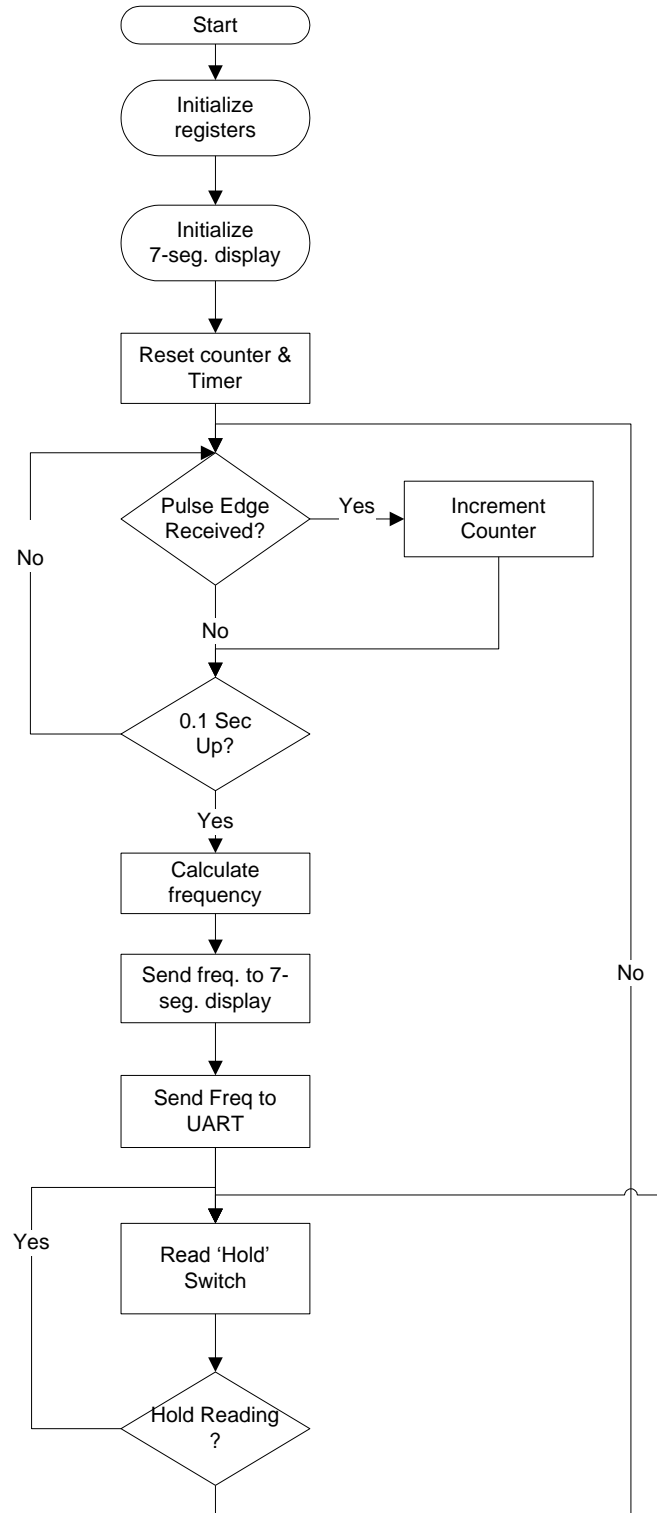 Start
Initialize
registers
Initialize
7-seg. display
Reset counter &
Timer
Pulse Edge
Received?
Yes
Increment
Counter
No
No
0.1 Sec
Up?
Yes
Calculate
frequency
Send freq. to 7-
seg. display
No
Send Freq to
UART
Yes
Read ‘Hold’
Switch
Hold Reading
?